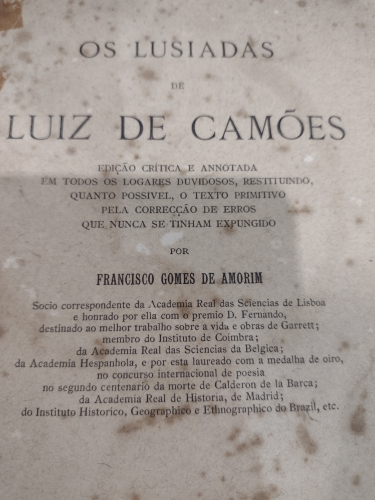 OS LUSIADAS
DE
LUIZ DE CAMÕES
EDIÇÃO CRÍTICA E ANNOTADA
EM TODOS OS LOGARES DUVIDOSOS, RESTITUINDO,
QUANTO POSSIVEL, O TEXTO PRIMITIVO
PELA CORRECÇÃO DE ERROS
QUE NUNCA SE TINHAM EXPUNGIDO
POR
FRANCISCO GOMES DE AMORIM
Socio correspondente da Academia Real das Sciencias de Lisboa
e honrado por ella com o premio D. Fernando,
destinado ao melhor trabalho sobre a vida e obras de Garrett;
membro do Instituto de Coimbra;
da Academia Real das Sciencias da Belgica;
da Academia Hespanhola, e por esta laureado com a medalha de oiro,
no concurso internacional de poesia
no segundo centenario da morte de Calderon de la Barca;
da Academia Real de Historia, de Madrid;
do Instituto Historico, Geographico e Ethnographico do Brazil, etc.